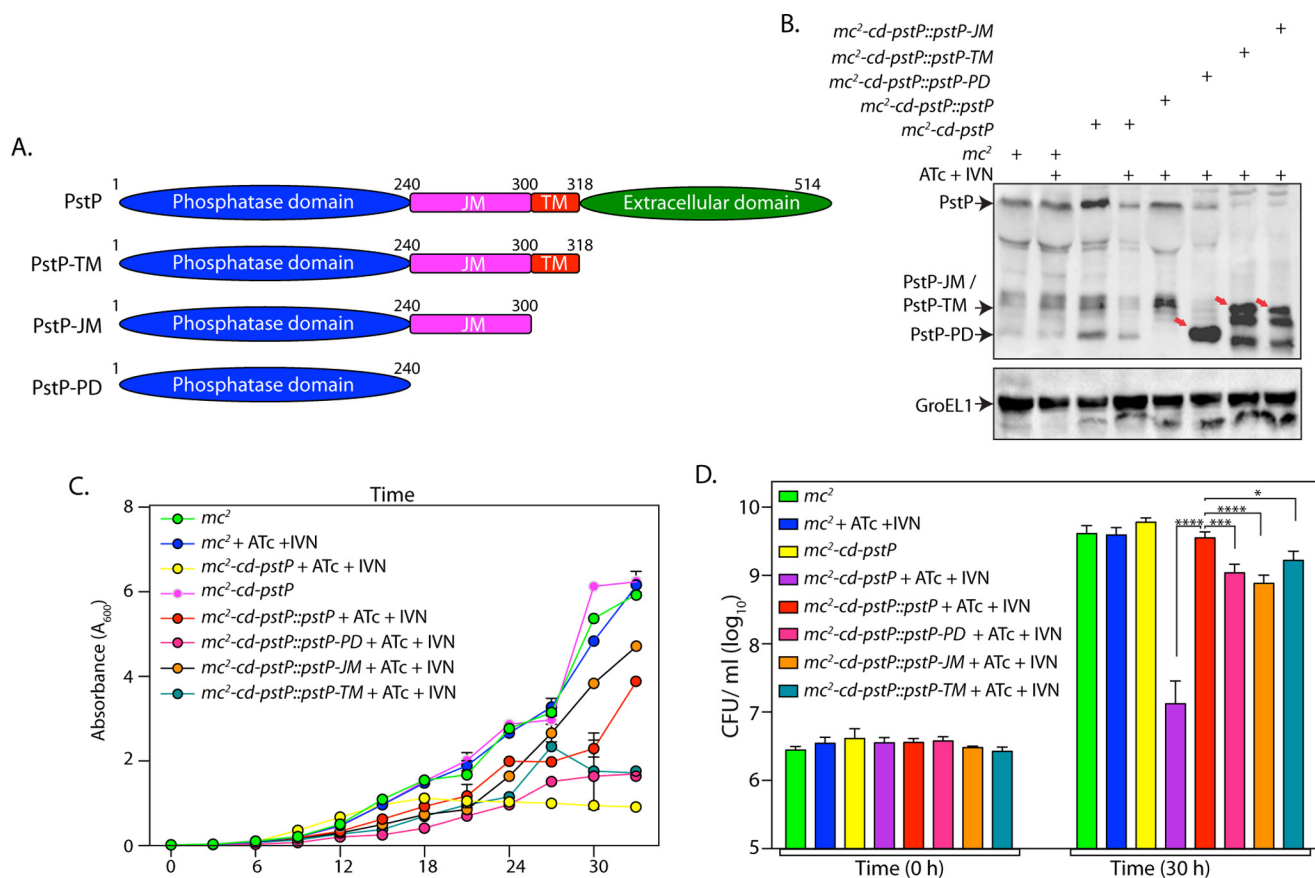 A.
1 240 300 318 514
PstP Phosphatase domain JM TM Extracellular domain
1 240 300 318
PstP-TM Phosphatase domain JM TM
1 240 300
PstP-JM Phosphatase domain JM
1 240
PstP-PD Phosphatase domain
B.
mc²-cd-pstP::pstP-JM +
mc²-cd-pstP::pstP-TM +
mc²-cd-pstP::pstP-PD +
mc²-cd-pstP::pstP +
mc²-cd-pstP + +
mc² + +
ATc + IVN + + + + + +
PstP
PstP-JM /
PstP-TM
PstP-PD
GroEL1
C.
Time
mc²
mc² + ATc +IVN
mc²-cd-pstP + ATc + IVN
mc²-cd-pstP
mc²-cd-pstP::pstP + ATc + IVN
mc²-cd-pstP::pstP-PD + ATc + IVN
mc²-cd-pstP::pstP-JM + ATc + IVN
mc²-cd-pstP::pstP-TM + ATc + IVN
Absorbance (A₆₀₀)
8
6
4
2
0
0 6 12 18 24 30
D.
mc²
mc² + ATc +IVN
mc²-cd-pstP
mc²-cd-pstP + ATc + IVN
mc²-cd-pstP::pstP + ATc + IVN
mc²-cd-pstP::pstP-PD + ATc + IVN
mc²-cd-pstP::pstP-JM + ATc + IVN
mc²-cd-pstP::pstP-TM + ATc + IVN
*
****
**** ***
CFU/ ml (log₁₀)
10
9
8
7
6
5
Time (0 h) Time (30 h)